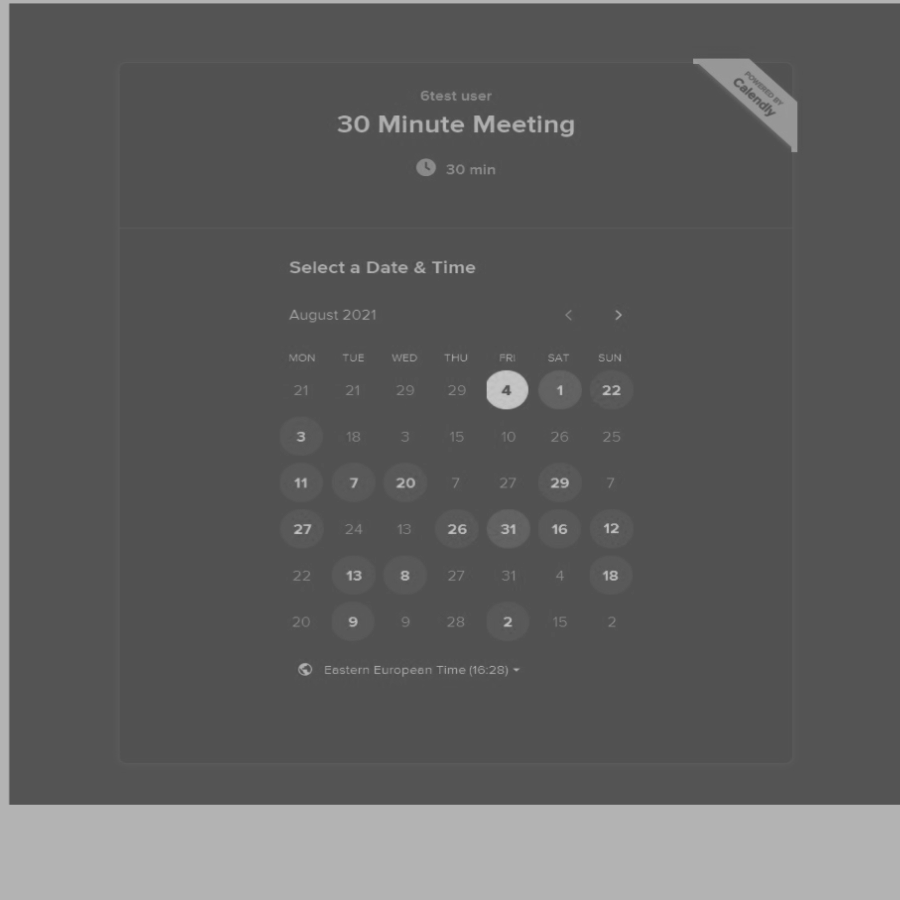 POWERED BY
Calendly
6test user
30 Minute Meeting
30 min
Select a Date & Time
August 2021
MON TUE WED THU FRI SAT SUN
21 21 29 29 4 1 22
3 18 3 15 10 26 25
11 7 20 7 27 29 7
27 24 13 26 31 16 12
22 13 8 27 31 4 18
20 9 9 28 2 15 2
Eastern European Time (16:28)